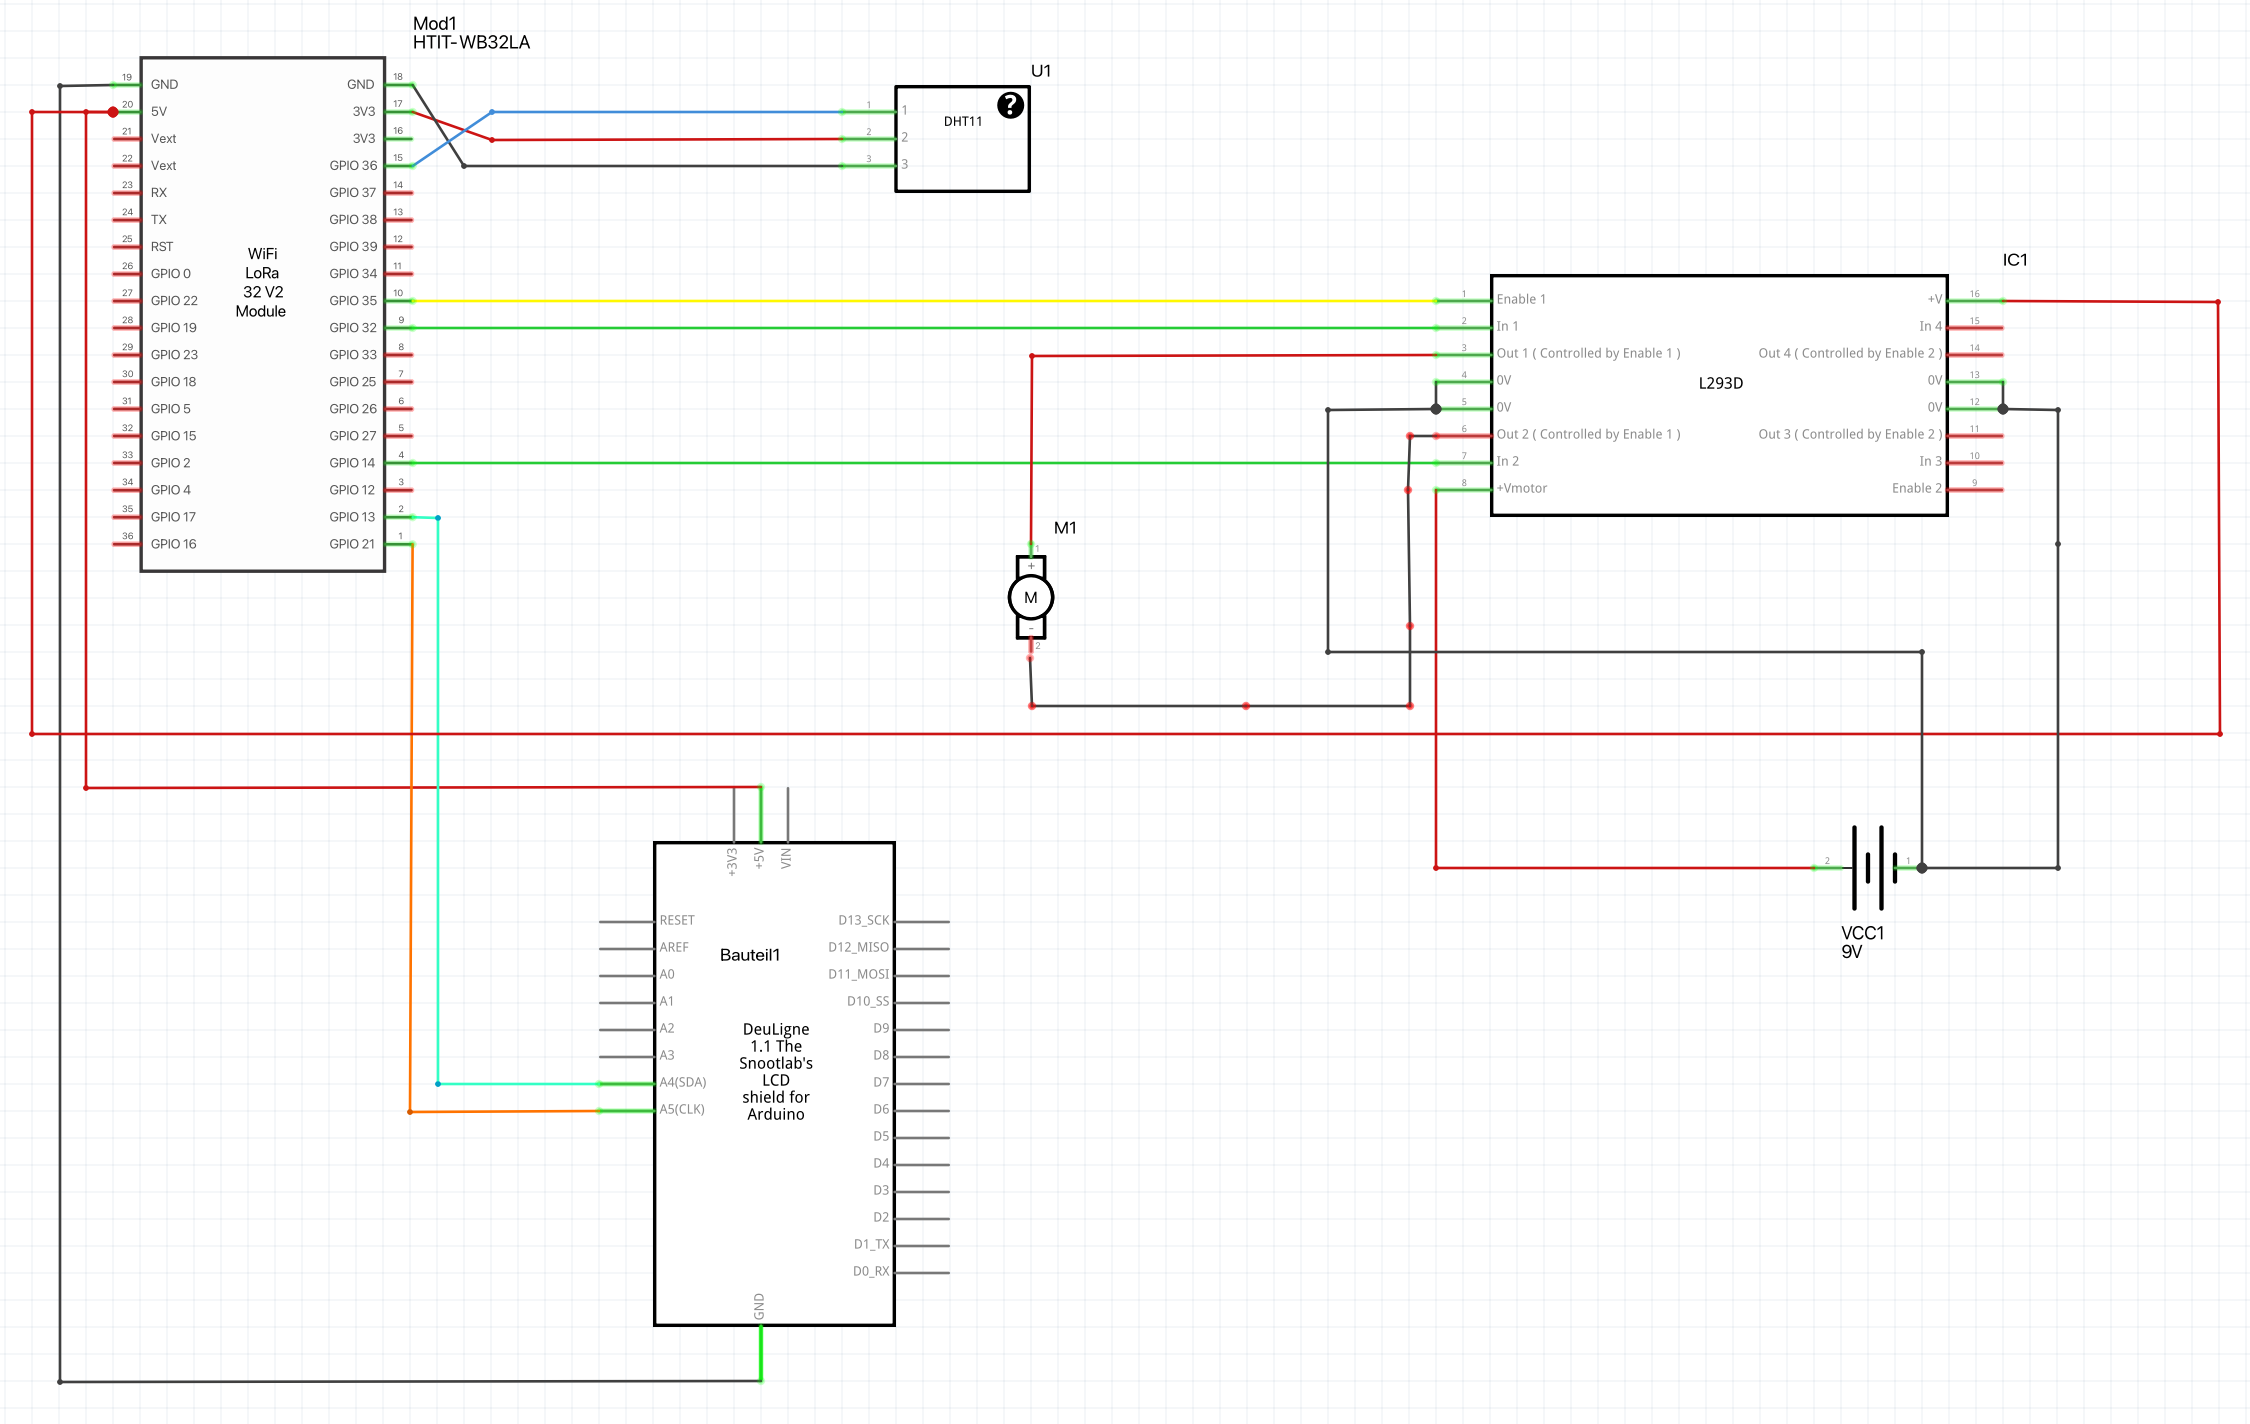 Mod1
HTIT-WB32LA
19 GND
20 5V
21 Vext
22 Vext
23 RX
24 TX
25 RST
26 GPIO 0
27 GPIO 22
28 GPIO 19
29 GPIO 23
30 GPIO 18
31 GPIO 5
32 GPIO 15
33 GPIO 2
34 GPIO 4
35 GPIO 17
36 GPIO 16
WiFi
LoRa
32 V2
Module
GND 18
3V3 17
3V3 16
GPIO 36 15
GPIO 37 14
GPIO 38 13
GPIO 39 12
GPIO 34 11
GPIO 35 10
GPIO 32 9
GPIO 33 8
GPIO 25 7
GPIO 26 6
GPIO 27 5
GPIO 14 4
GPIO 12 3
GPIO 13 2
GPIO 21 1
U1
DHT11
?
1 1
2 2
3 3
IC1
1 Enable 1
2 In 1
3 Out 1 ( Controlled by Enable 1 )
4 0V
5 0V
6 Out 2 ( Controlled by Enable 1 )
7 In 2
8 +Vmotor
L293D
+V 16
In 4 15
Out 4 ( Controlled by Enable 2 ) 14
0V 13
0V 12
Out 3 ( Controlled by Enable 2 ) 11
In 3 10
Enable 2 9
M1
1
+
M
-
2
2
1
VCC1
9V
+3V3
+5V
VIN
RESET
AREF
A0
A1
A2
A3
A4(SDA)
A5(CLK)
Bauteil1
DeuLigne
1.1 The
Snootlab's
LCD
shield for
Arduino
D13_SCK
D12_MISO
D11_MOSI
D10_SS
D9
D8
D7
D6
D5
D4
D3
D2
D1_TX
D0_RX
GND